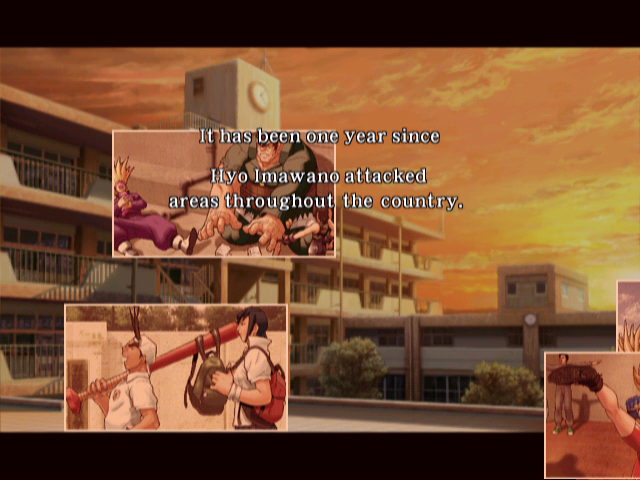 It has been one year since
Hyo Imawano attacked
areas throughout the country.